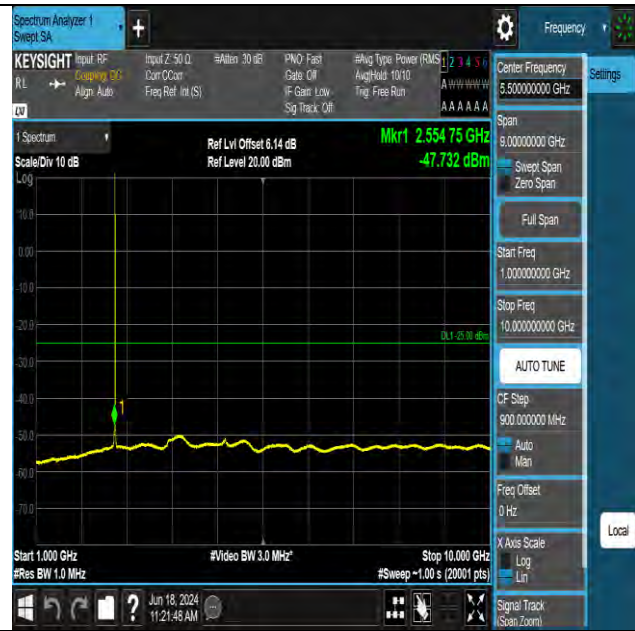 Spectrum Analyzer 1
Swept SA
+
Frequency
KEYSIGHT
Input: RF
Coupling: DC
Align: Auto
Input Z: 50 Ω
Corr CCorr
Freq Ref: Int (S)
#Atten: 30 dB
PNO: Fast
Gate: Off
IF Gain: Low
Sig Track: Off
#Avg Type: Power (RMS
Avg|Hold: 10/10
Trig: Free Run
1 2 3 4 5 6
A W W W W W
A A A A A A
RL
LXI
1 Spectrum
Scale/Div 10 dB
Log
Ref Lvl Offset 6.14 dB
Ref Level 20.00 dBm
Mkr1 2.554 75 GHz
-47.732 dBm
10.0
0.00
-10.0
-20.0
DL1 -25.00 dBm
-30.0
-40.0
1
-50.0
-60.0
-70.0
Start 1.000 GHz
#Res BW 1.0 MHz
#Video BW 3.0 MHz*
Stop 10.000 GHz
#Sweep ~1.00 s (20001 pts)
Center Frequency
5.500000000 GHz
Settings
Span
9.00000000 GHz
Swept Span
Zero Span
Full Span
Start Freq
1.000000000 GHz
Stop Freq
10.000000000 GHz
AUTO TUNE
CF Step
900.000000 MHz
Auto
Man
Freq Offset
0 Hz
X Axis Scale
Log
Lin
Signal Track
(Span Zoom)
Local
?
Jun 18, 2024
11:21:46 AM